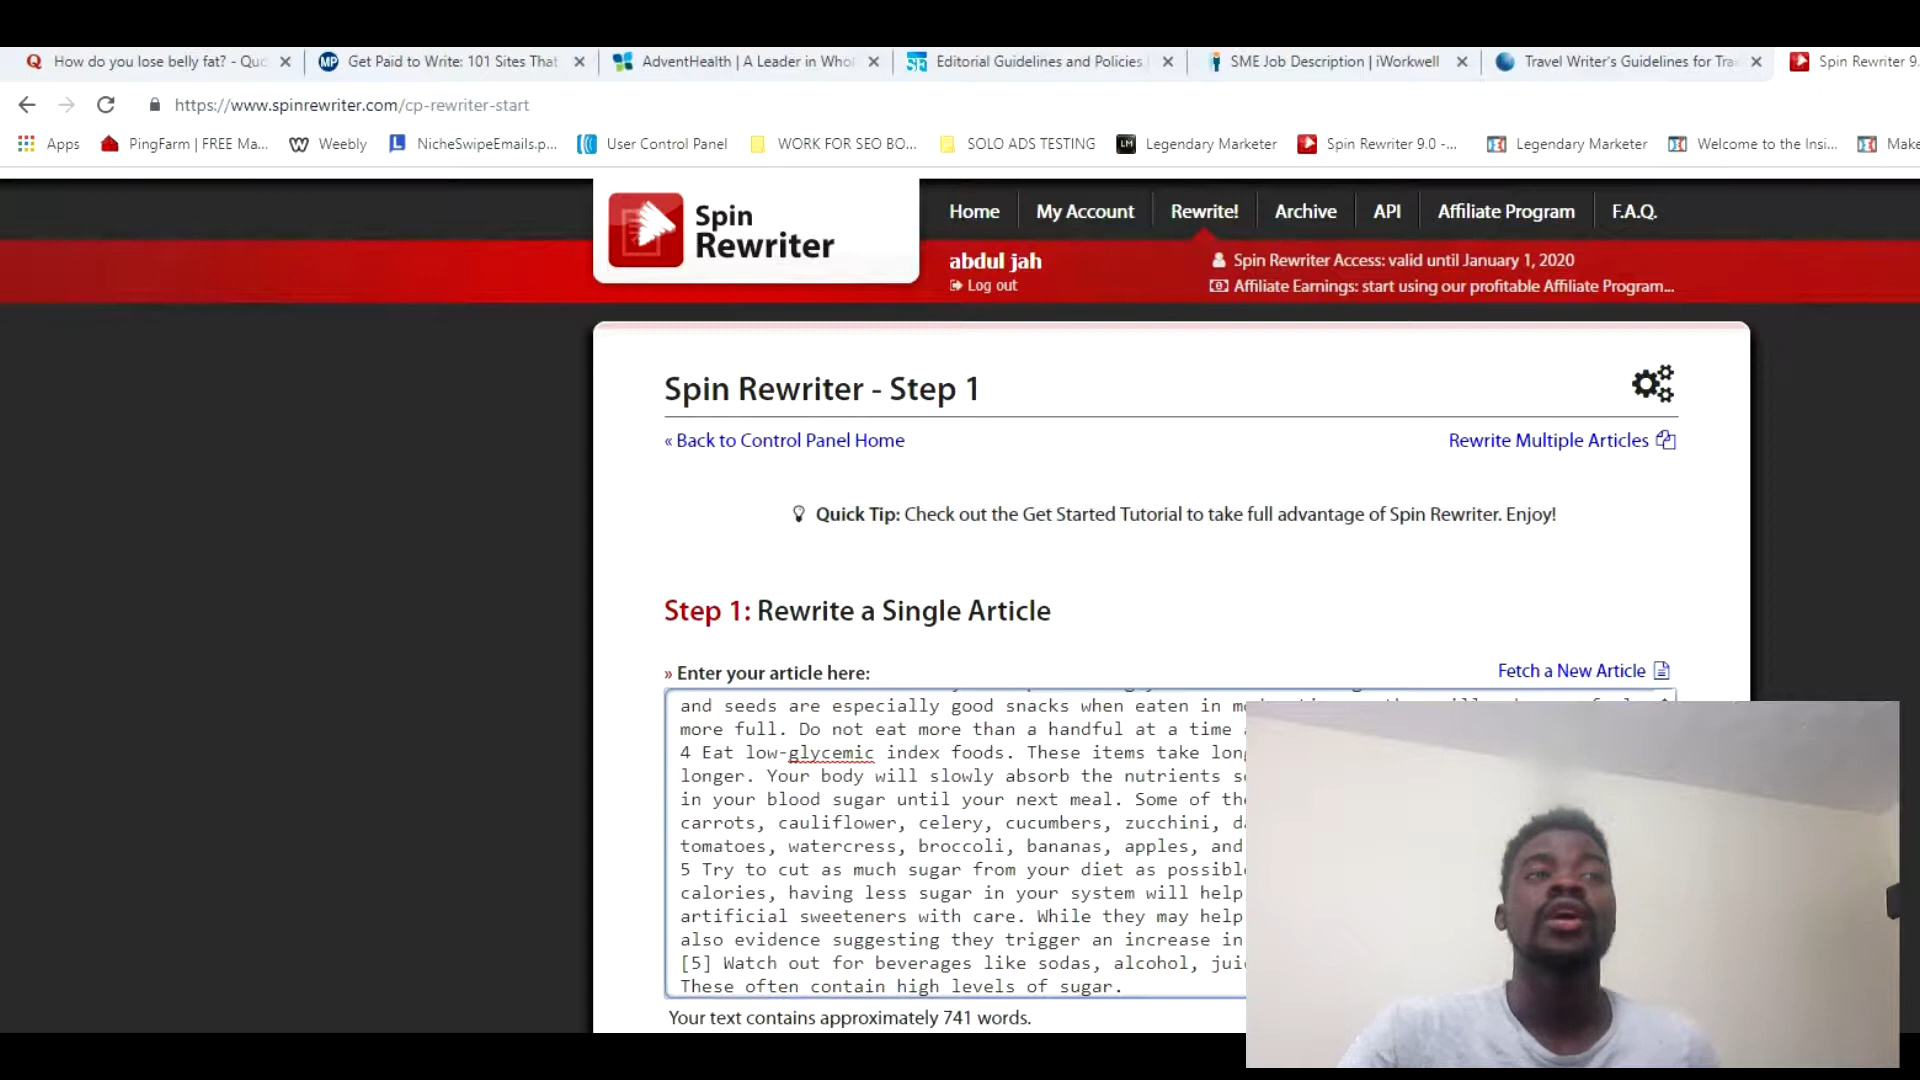 How do you lose belly fat? - Quo
Get Paid to Write: 101 Sites That
AdventHealth | A Leader in Who
Editorial Guidelines and Policies
SME Job Description | iWorkwell
Travel Writer's Guidelines for Tra
Spin Rewriter 9.
https://www.spinrewriter.com/cp-rewriter-start
Apps
PingFarm | FREE Ma...
Weebly
NicheSwipeEmails.p...
User Control Panel
WORK FOR SEO BO...
SOLO ADS TESTING
Legendary Marketer
Spin Rewriter 9.0 -...
Legendary Marketer
Welcome to the Insi...
Make
Spin
Rewriter
Home
My Account
Rewrite!
Archive
API
Affiliate Program
F.A.Q.
abdul jah
Log out
Spin Rewriter Access: valid until January 1, 2020
Affiliate Earnings: start using our profitable Affiliate Program...
Spin Rewriter - Step 1
« Back to Control Panel Home
Rewrite Multiple Articles
Quick Tip: Check out the Get Started Tutorial to take full advantage of Spin Rewriter. Enjoy!
Step 1: Rewrite a Single Article
» Enter your article here:
Fetch a New Article
and seeds are especially good snacks when eaten in
more full. Do not eat more than a handful at a time
4 Eat low-glycemic index foods. These items take lon
longer. Your body will slowly absorb the nutrients s
in your blood sugar until your next meal. Some of th
carrots, cauliflower, celery, cucumbers, zucchini,
tomatoes, watercress, broccoli, bananas, apples, and
5 Try to cut as much sugar from your diet as possibl
calories, having less sugar in your system will help
artificial sweeteners with care. While they may help
also evidence suggesting they trigger an increase in
[5] Watch out for beverages like sodas, alcohol, jui
These often contain high levels of sugar.
Your text contains approximately 741 words.